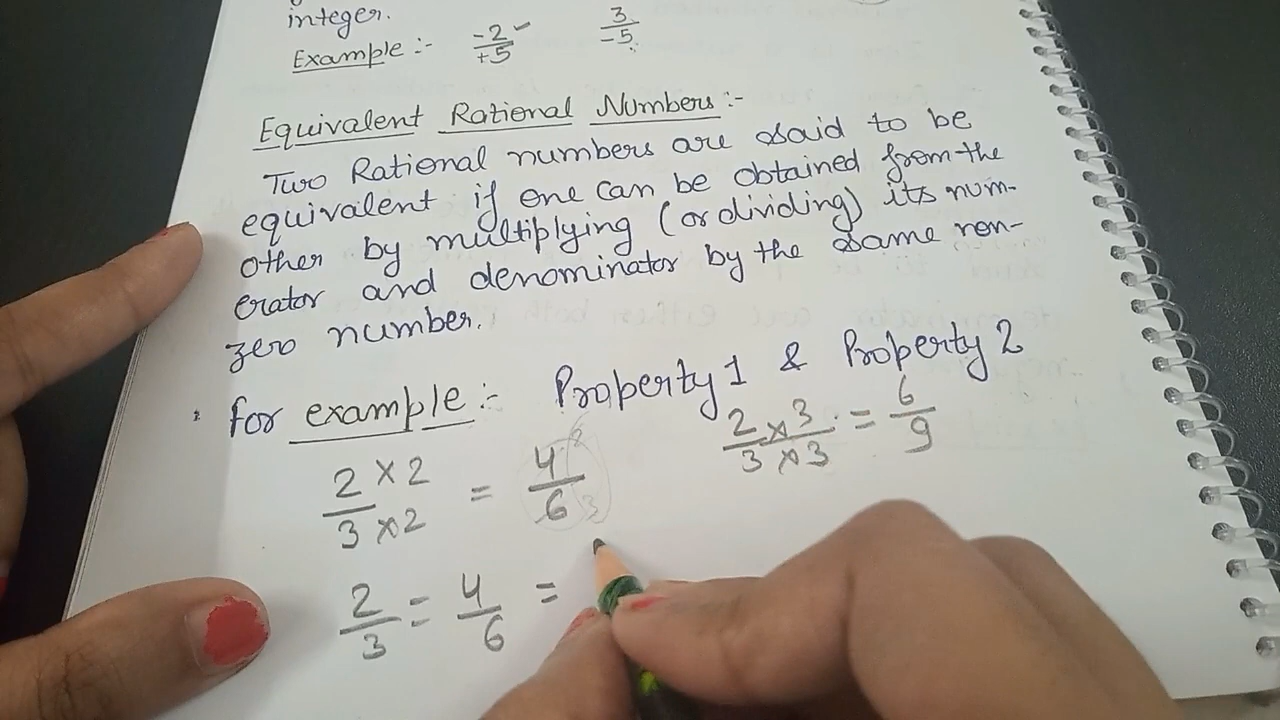 integer.
Example :- -2/+5 3/-5
Equivalent Rational Numbers :-
Two Rational numbers are said to be
equivalent if one can be obtained from the
other by multiplying (or dividing) its num-
erator and denominator by the same non-
zero number.
for example :- Property 1 & Property 2
2/3 × 2/× 2 = 4/6 2 × 3/3 × 3 = 6/9
2/3 = 4/6 =